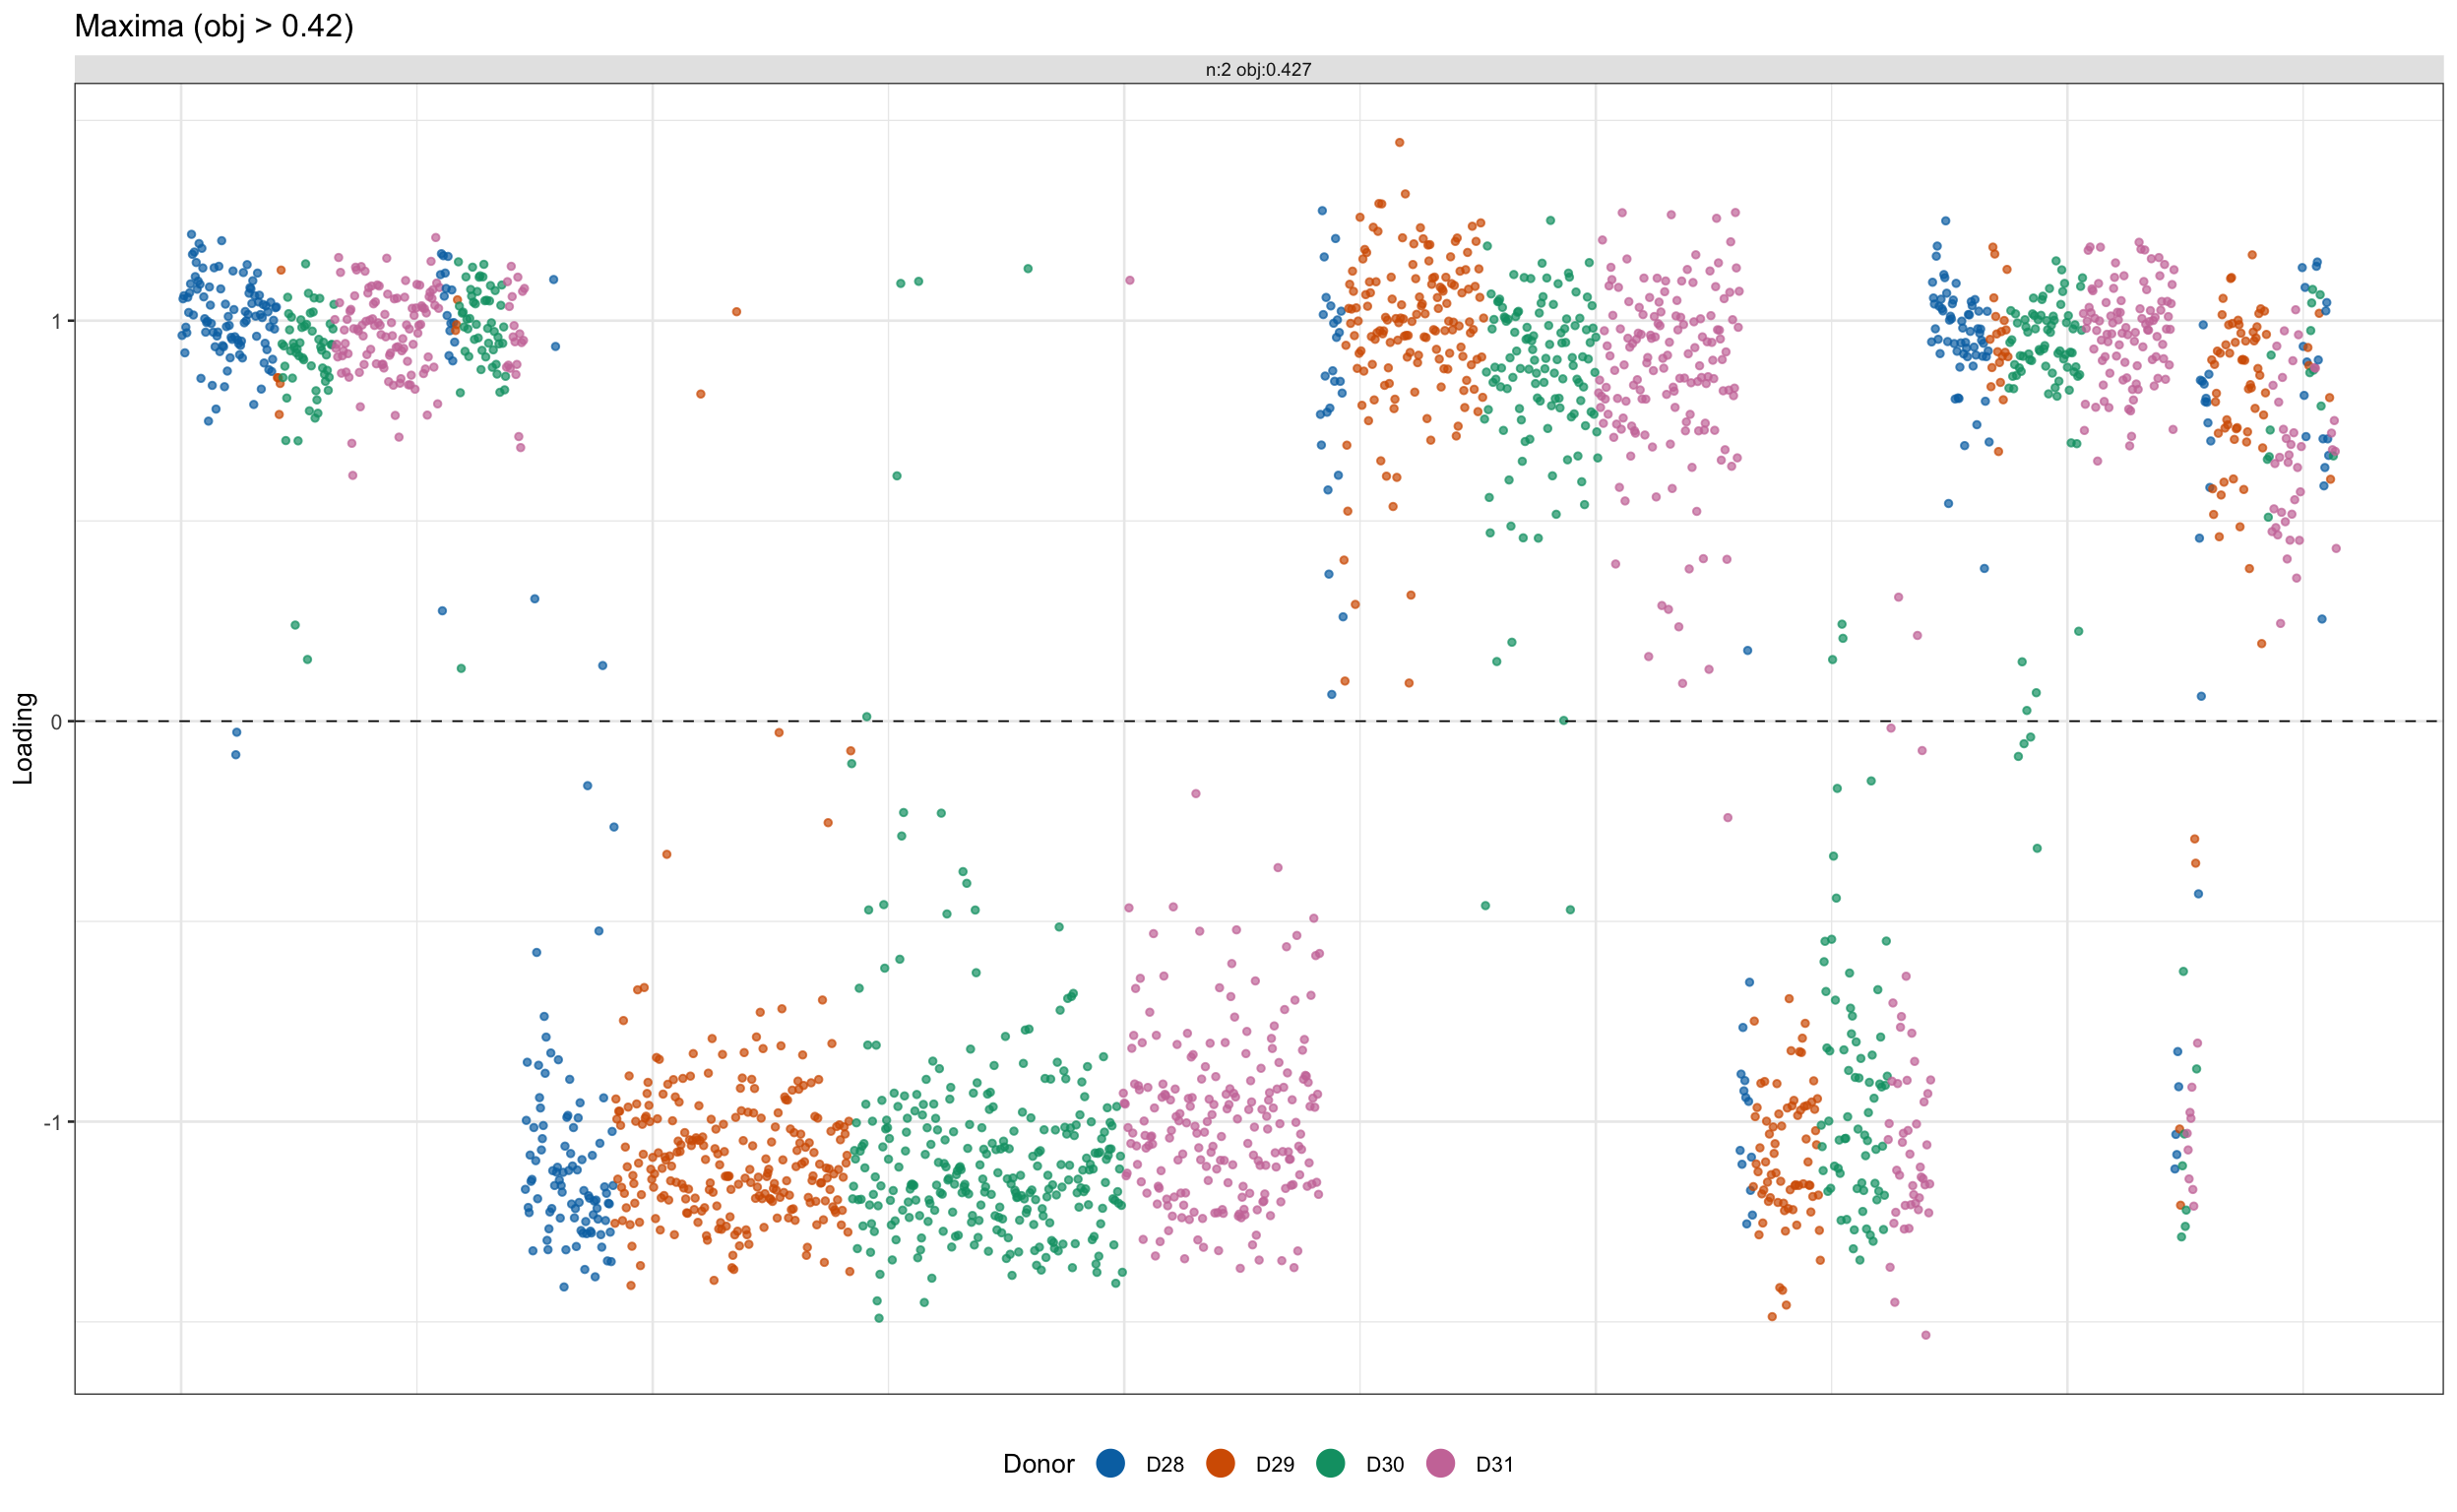 Maxima (obj > 0.42)
n:2 obj:0.427
1
0
-1
Loading
Donor D28 D29 D30 D31